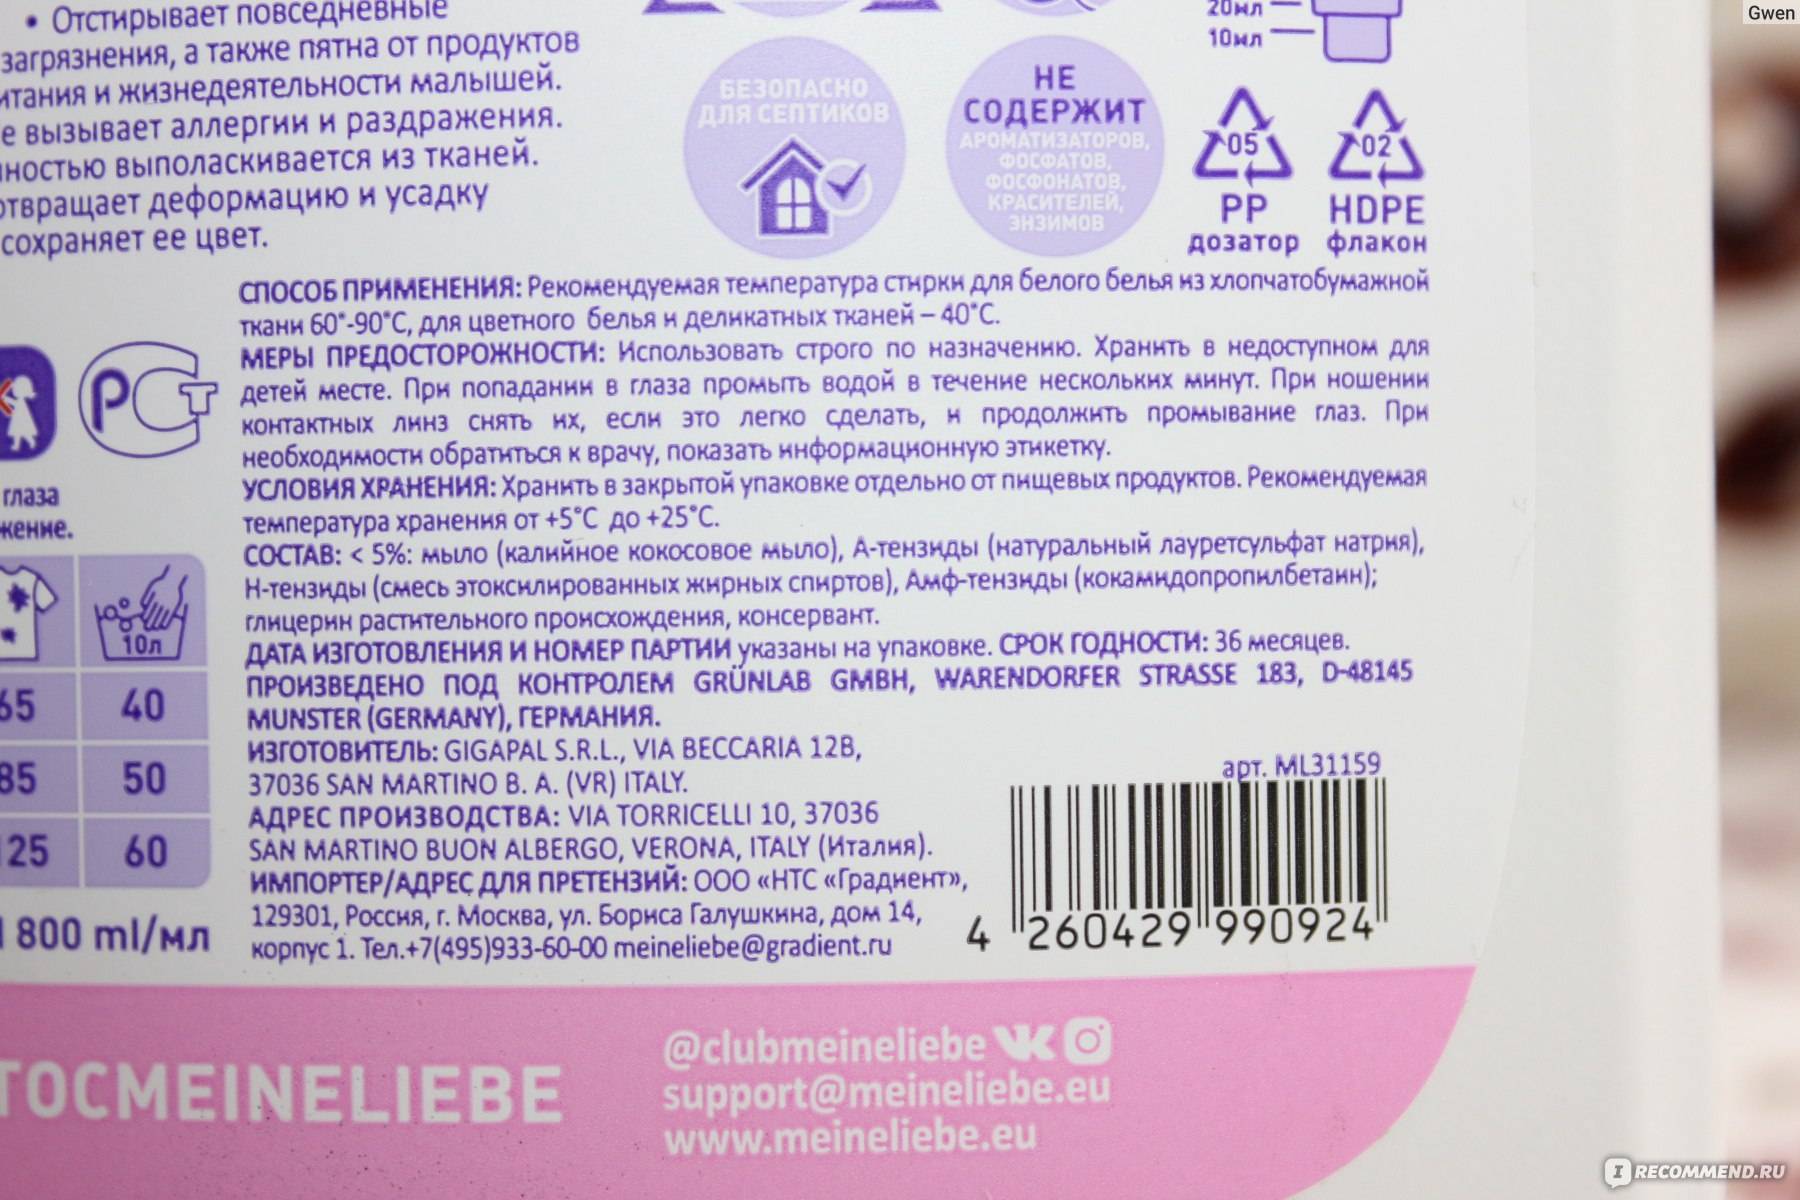 • Отстирывает повседневные
загрязнения, а также пятна от продуктов
и жизнедеятельности малышей.
вызывает аллергии и раздражения.
выполаскивается из тканей.
деформацию и усадку
сохраняет ее цвет.
БЕЗОПАСНО
ДЛЯ СЕПТИКОВ
НЕ
СОДЕРЖИТ
АРОМАТИЗАТОРОВ,
ФОСФАТОВ,
ФОСФОНАТОВ,
КРАСИТЕЛЕЙ,
ЭНЗИМОВ
20мл
10мл
05
PP
дозатор
02
HDPE
флакон
СПОСОБ ПРИМЕНЕНИЯ: Рекомендуемая температура стирки для белого белья из хлопчатобумажной
ткани 60°-90°С, для цветного белья и деликатных тканей – 40°С.
МЕРЫ ПРЕДОСТОРОЖНОСТИ: Использовать строго по назначению. Хранить в недоступном для
детей месте. При попадании в глаза промыть водой в течение нескольких минут. При ношении
контактных линз снять их, если это легко сделать, и продолжить промывание глаз. При
необходимости обратиться к врачу, показать информационную этикетку.
УСЛОВИЯ ХРАНЕНИЯ: Хранить в закрытой упаковке отдельно от пищевых продуктов. Рекомендуемая
температура хранения от +5°С до +25°С.
СОСТАВ: < 5%: мыло (калийное кокосовое мыло), А-тензиды (натуральный лауретсульфат натрия),
Н-тензиды (смесь этоксилированных жирных спиртов), Амф-тензиды (кокамидопропилбетаин);
глицерин растительного происхождения, консервант.
ДАТА ИЗГОТОВЛЕНИЯ И НОМЕР ПАРТИИ указаны на упаковке. СРОК ГОДНОСТИ: 36 месяцев.
ПРОИЗВЕДЕНО ПОД КОНТРОЛЕМ GRÜNLAB GMBH, WARENDORFER STRASSE 183, D-48145
MUNSTER (GERMANY), ГЕРМАНИЯ.
ИЗГОТОВИТЕЛЬ: GIGAPAL S.R.L., VIA BECCARIA 12B,
37036 SAN MARTINO B. A. (VR) ITALY.
АДРЕС ПРОИЗВОДСТВА: VIA TORRICELLI 10, 37036
SAN MARTINO BUON ALBERGO, VERONA, ITALY (Италия).
ИМПОРТЕР/АДРЕС ДЛЯ ПРЕТЕНЗИЙ: ООО «НТС «Градиент»,
129301, Россия, г. Москва, ул. Бориса Галушкина, дом 14,
корпус 1. Тел.+7(495)933-60-00 meineliebe@gradient.ru
арт. ML31159
4 260429 990924
РСТ
глаза
10л
65 40
85 50
125 60
800 ml/мл
ТОСMEINELIEBE
@clubmeineliebe
support@meineliebe.eu
www.meineliebe.eu
Gwen
IRECOMMEND.RU